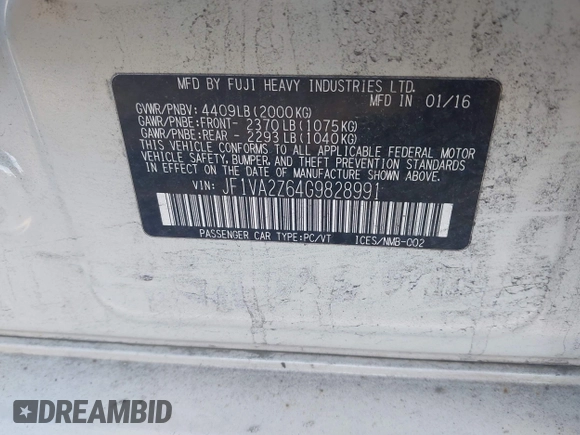 MFD BY FUJI HEAVY INDUSTRIES LTD.
MFD IN 01/16
GVWR/PNBV: 4409LB(2000KG)
GAWR/PNBE:FRONT- 2370LB(1075KG)
GAWR/PNBE:REAR - 2293LB(1040KG)
THIS VEHICLE CONFORMS TO ALL APPLICABLE FEDERAL MOTOR
VEHICLE SAFETY, BUMPER, AND THEFT PREVENTION STANDARDS
IN EFFECT ON THE DATE OF MANUFACTURE SHOWN ABOVE.
VIN: JF1VA2Z64G9828991
PASSENGER CAR TYPE:PC/VT ICES/NMB-002
DREAMBID